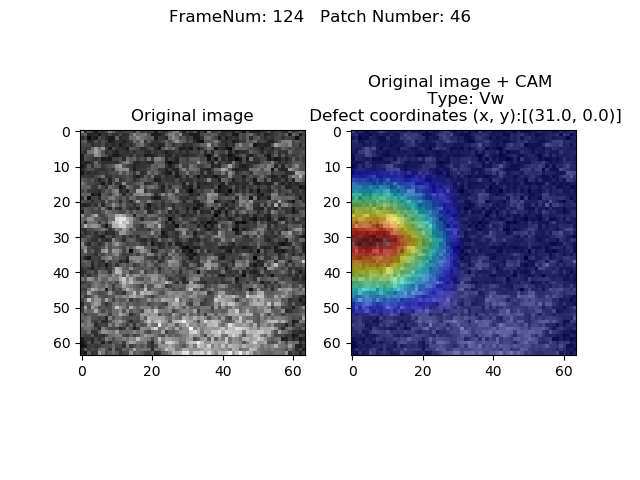 FrameNum: 124   Patch Number: 46
Original image
0
10
20
30
40
50
60
0 20 40 60
Original image + CAM
Type: Vw
Defect coordinates (x, y):[(31.0, 0.0)]
0
10
20
30
40
50
60
0 20 40 60